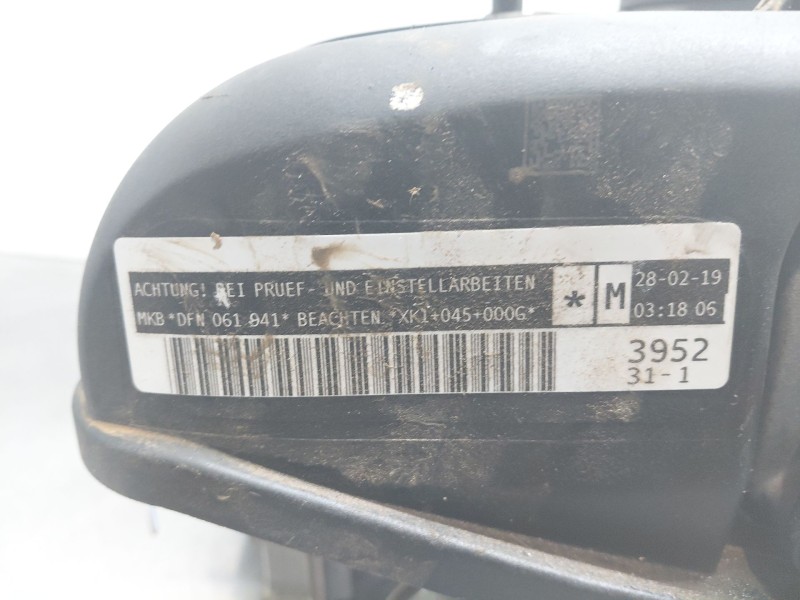 ACHTUNG! BEI PRUEF- UND EINSTELLARBEITEN
MKB *DFN 061 941* BEACHTEN. *XK1+045+000G*
* M
28-02-19
03:18 06
3952
31-1